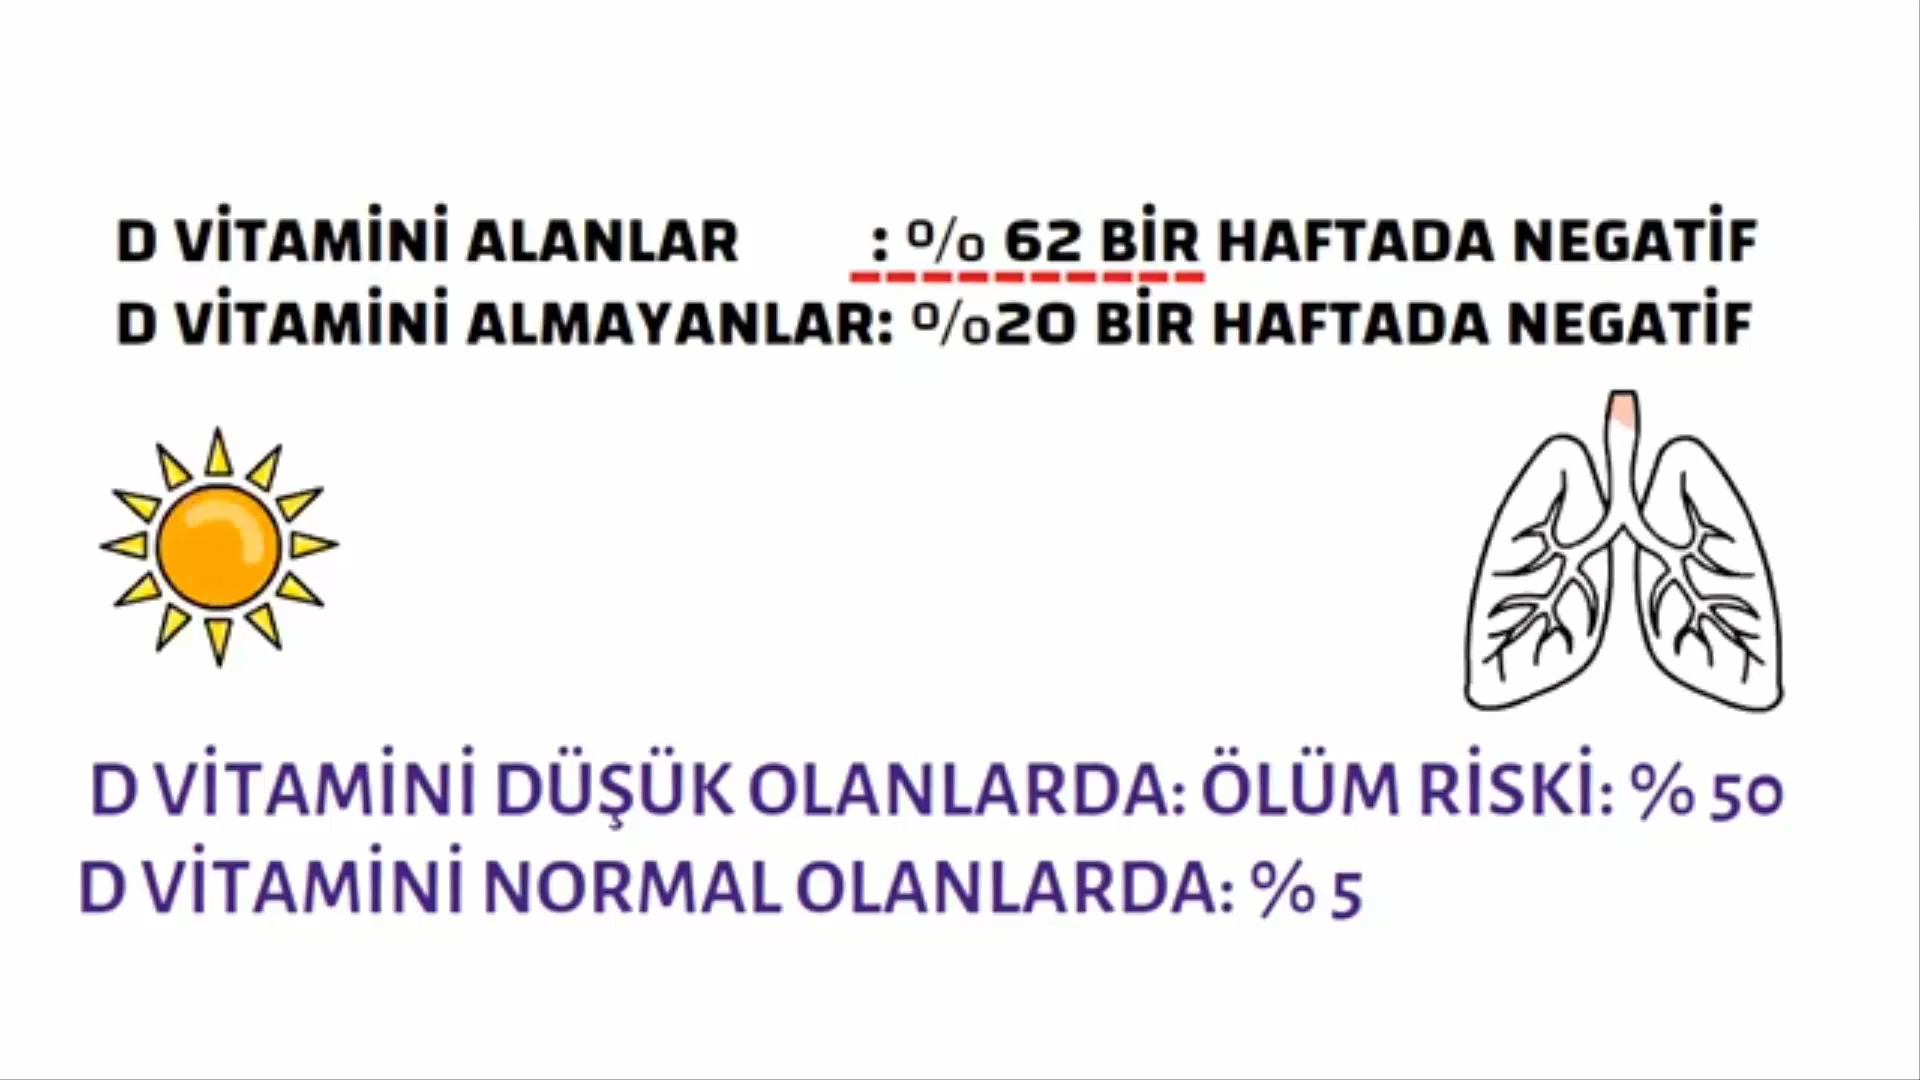 D VİTAMİNİ ALANLAR : % 62 BİR HAFTADA NEGATİF
D VİTAMİNİ ALMAYANLAR: %20 BİR HAFTADA NEGATİF
D VİTAMİNİ DÜŞÜK OLANLARDA: ÖLÜM RİSKİ: % 50
D VİTAMİNİ NORMAL OLANLARDA: % 5